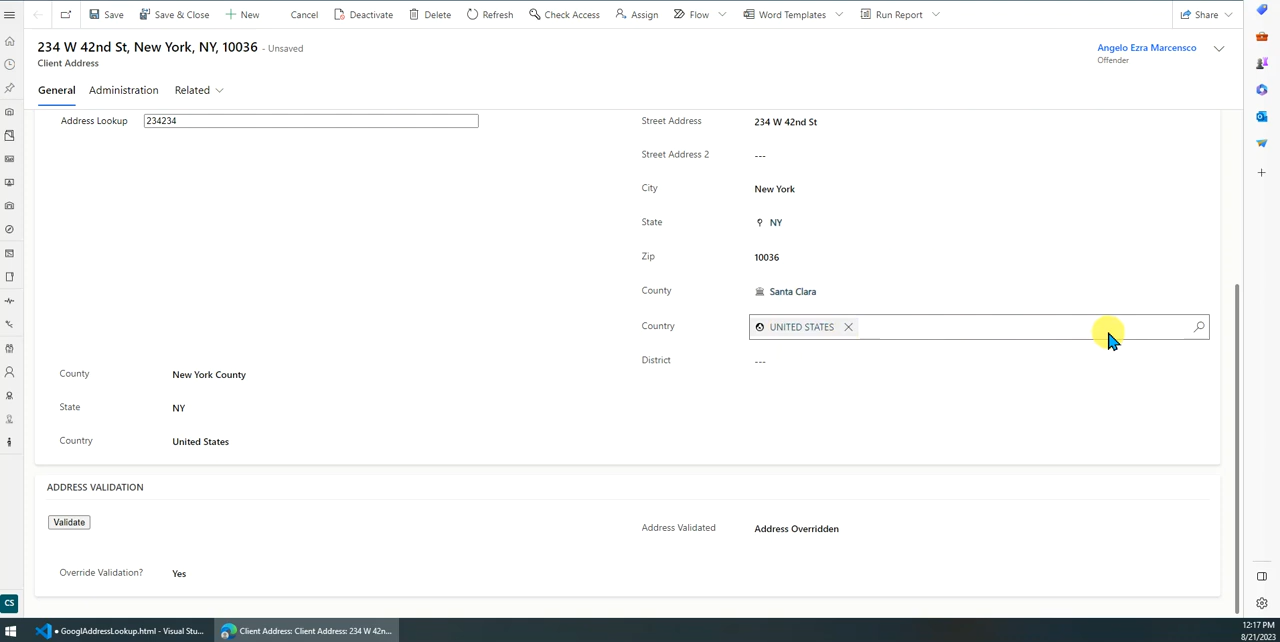 Save
Save & Close
New
Cancel
Deactivate
Delete
Refresh
Check Access
Assign
Flow
Word Templates
Run Report
Share
234 W 42nd St, New York, NY, 10036 - Unsaved
Client Address
Angelo Ezra Marcensco
Offender
General
Administration
Related
Address Lookup
234234
Street Address
234 W 42nd St
Street Address 2
---
City
New York
State
NY
Zip
10036
County
Santa Clara
Country
UNITED STATES
District
---
County
New York County
State
NY
Country
United States
ADDRESS VALIDATION
Validate
Address Validated
Address Overridden
Override Validation?
Yes
CS
• GooglAddressLookup.html - Visual Stu...
Client Address: Client Address: 234 W 42n...
12:17 PM
8/21/2023